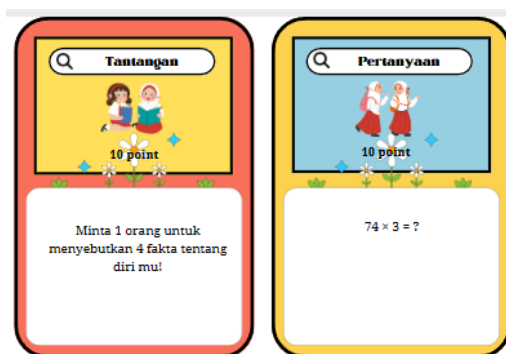 Tantangan
10 point
Minta 1 orang untuk
menyebutkan 4 fakta tentang
diri mu!
Pertanyaan
10 point
74 × 3 = ?